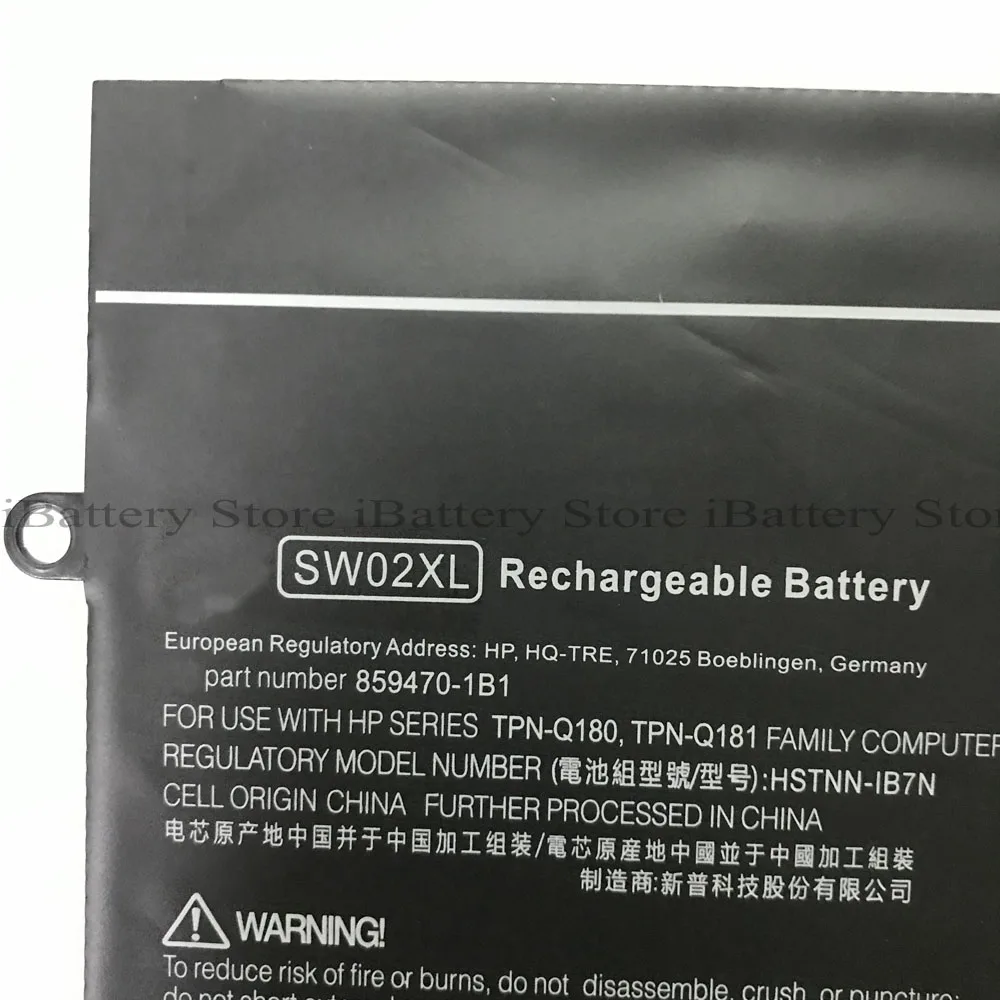 iBattery Store iBattery Store iBattery Store
SW02XL Rechargeable Battery
European Regulatory Address: HP, HQ-TRE, 71025 Boeblingen, Germany
part number 859470-1B1
FOR USE WITH HP SERIES TPN-Q180, TPN-Q181 FAMILY COMPUTER
REGULATORY MODEL NUMBER (電池組型號/型号):HSTNN-IB7N
CELL ORIGIN CHINA FURTHER PROCESSED IN CHINA
电芯原产地中国并于中国加工组装/電芯原産地中國並于中國加工組裝
制造商:新普科技股份有限公司
WARNING!
To reduce risk of fire or burns, do not disassemble, crush, or puncture;
do not short